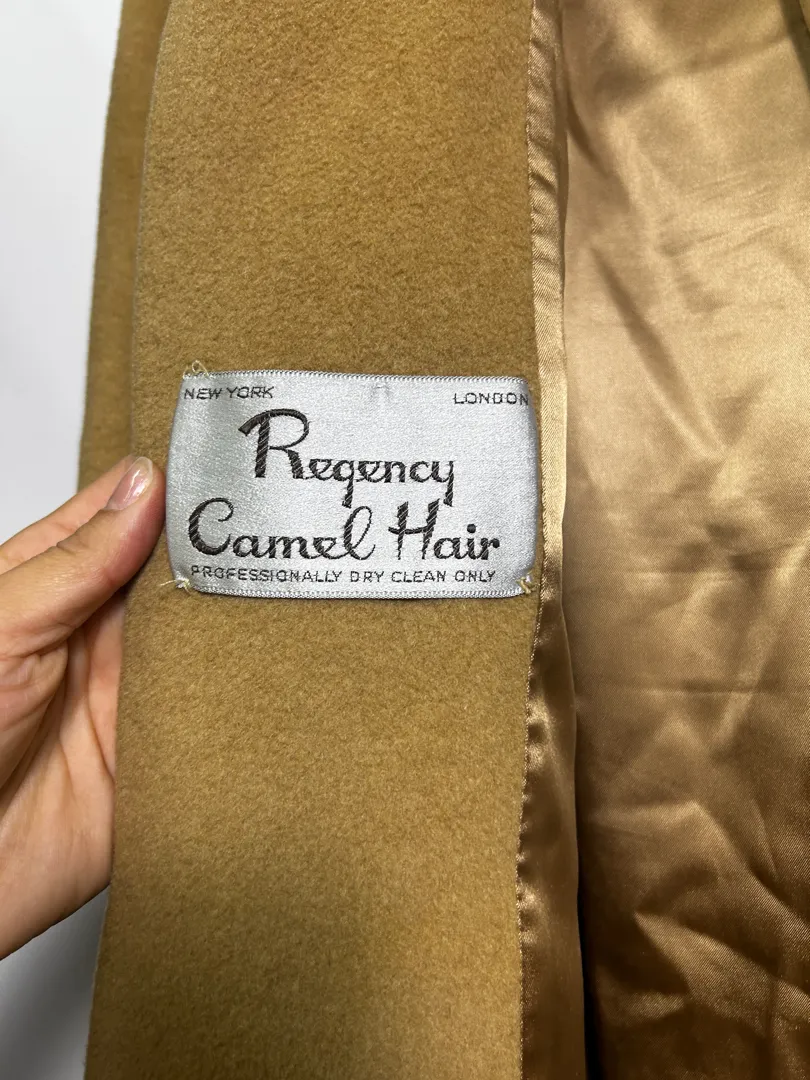 NEW YORK LONDON
Regency
Camel Hair
PROFESSIONALLY DRY CLEAN ONLY